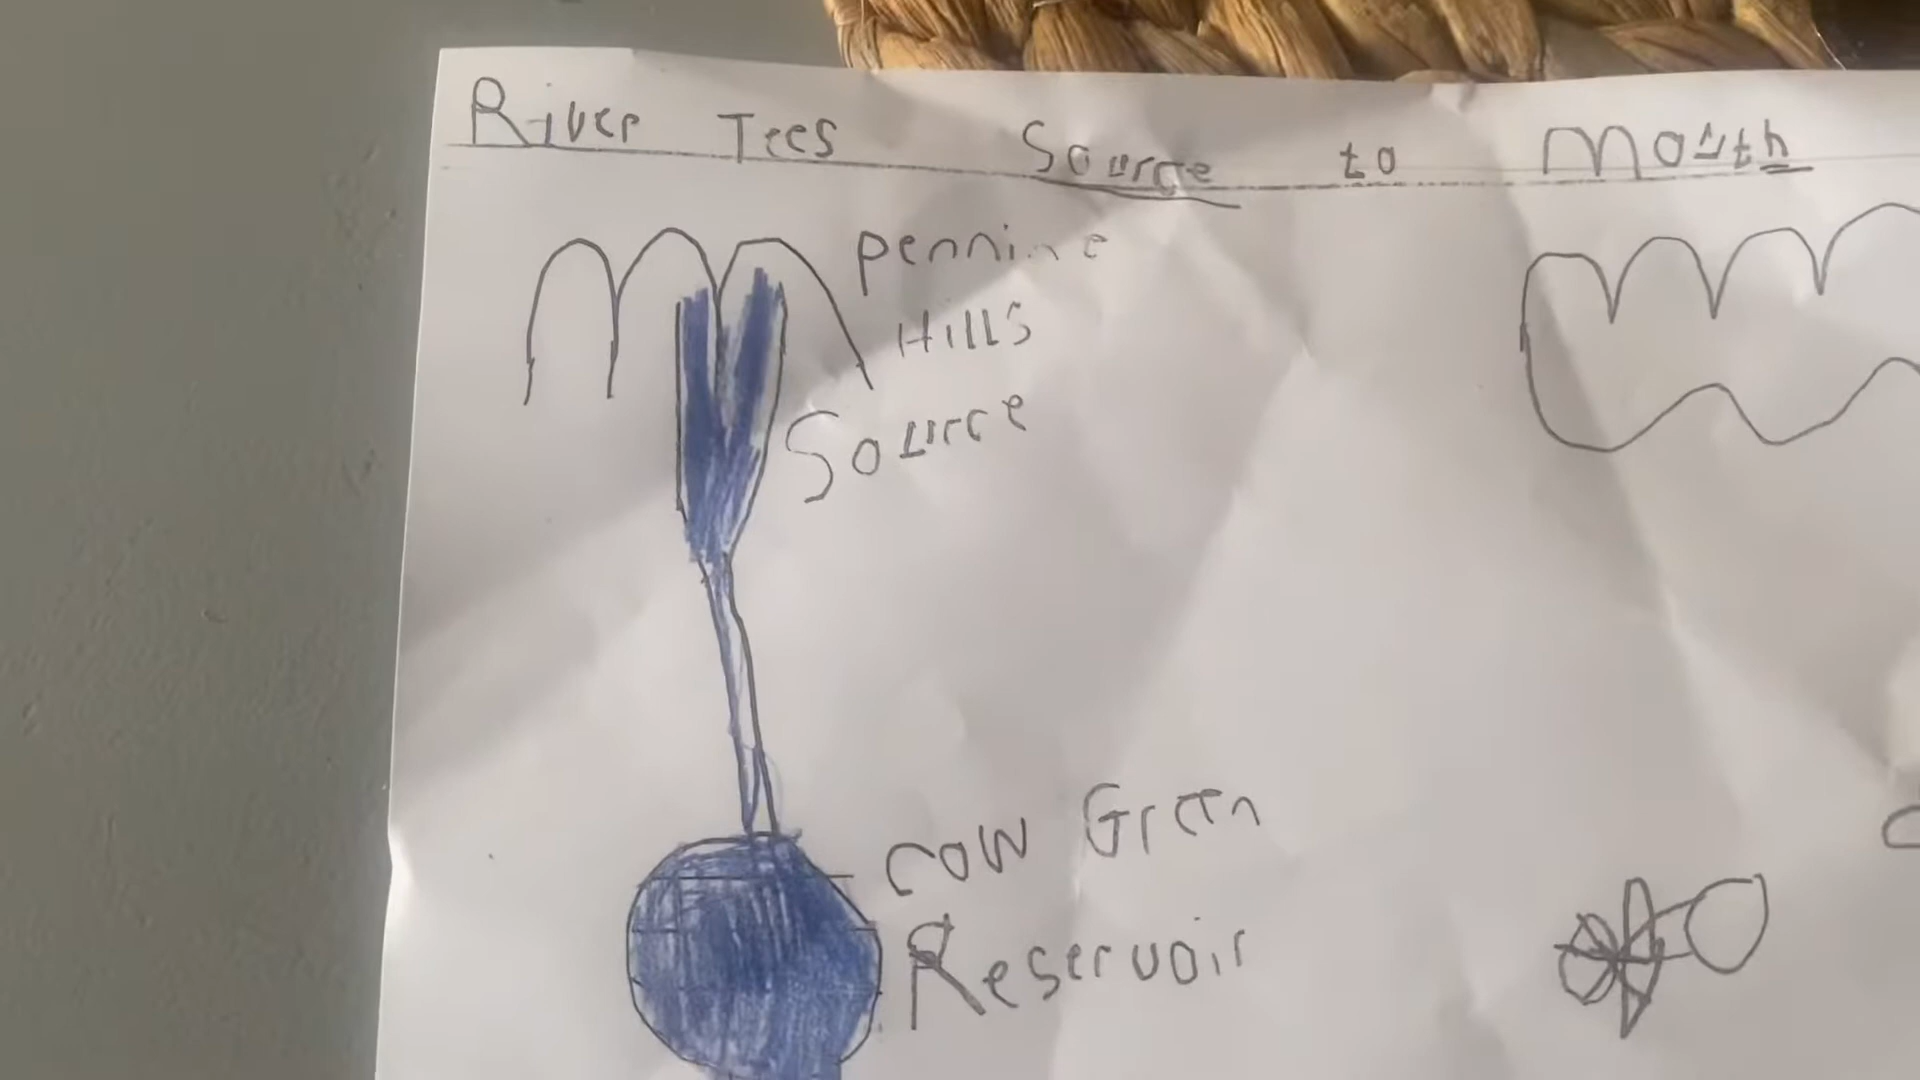 River Tees Source to Mouth
Pennine
Hills
Source
Cow Green
Reservoir